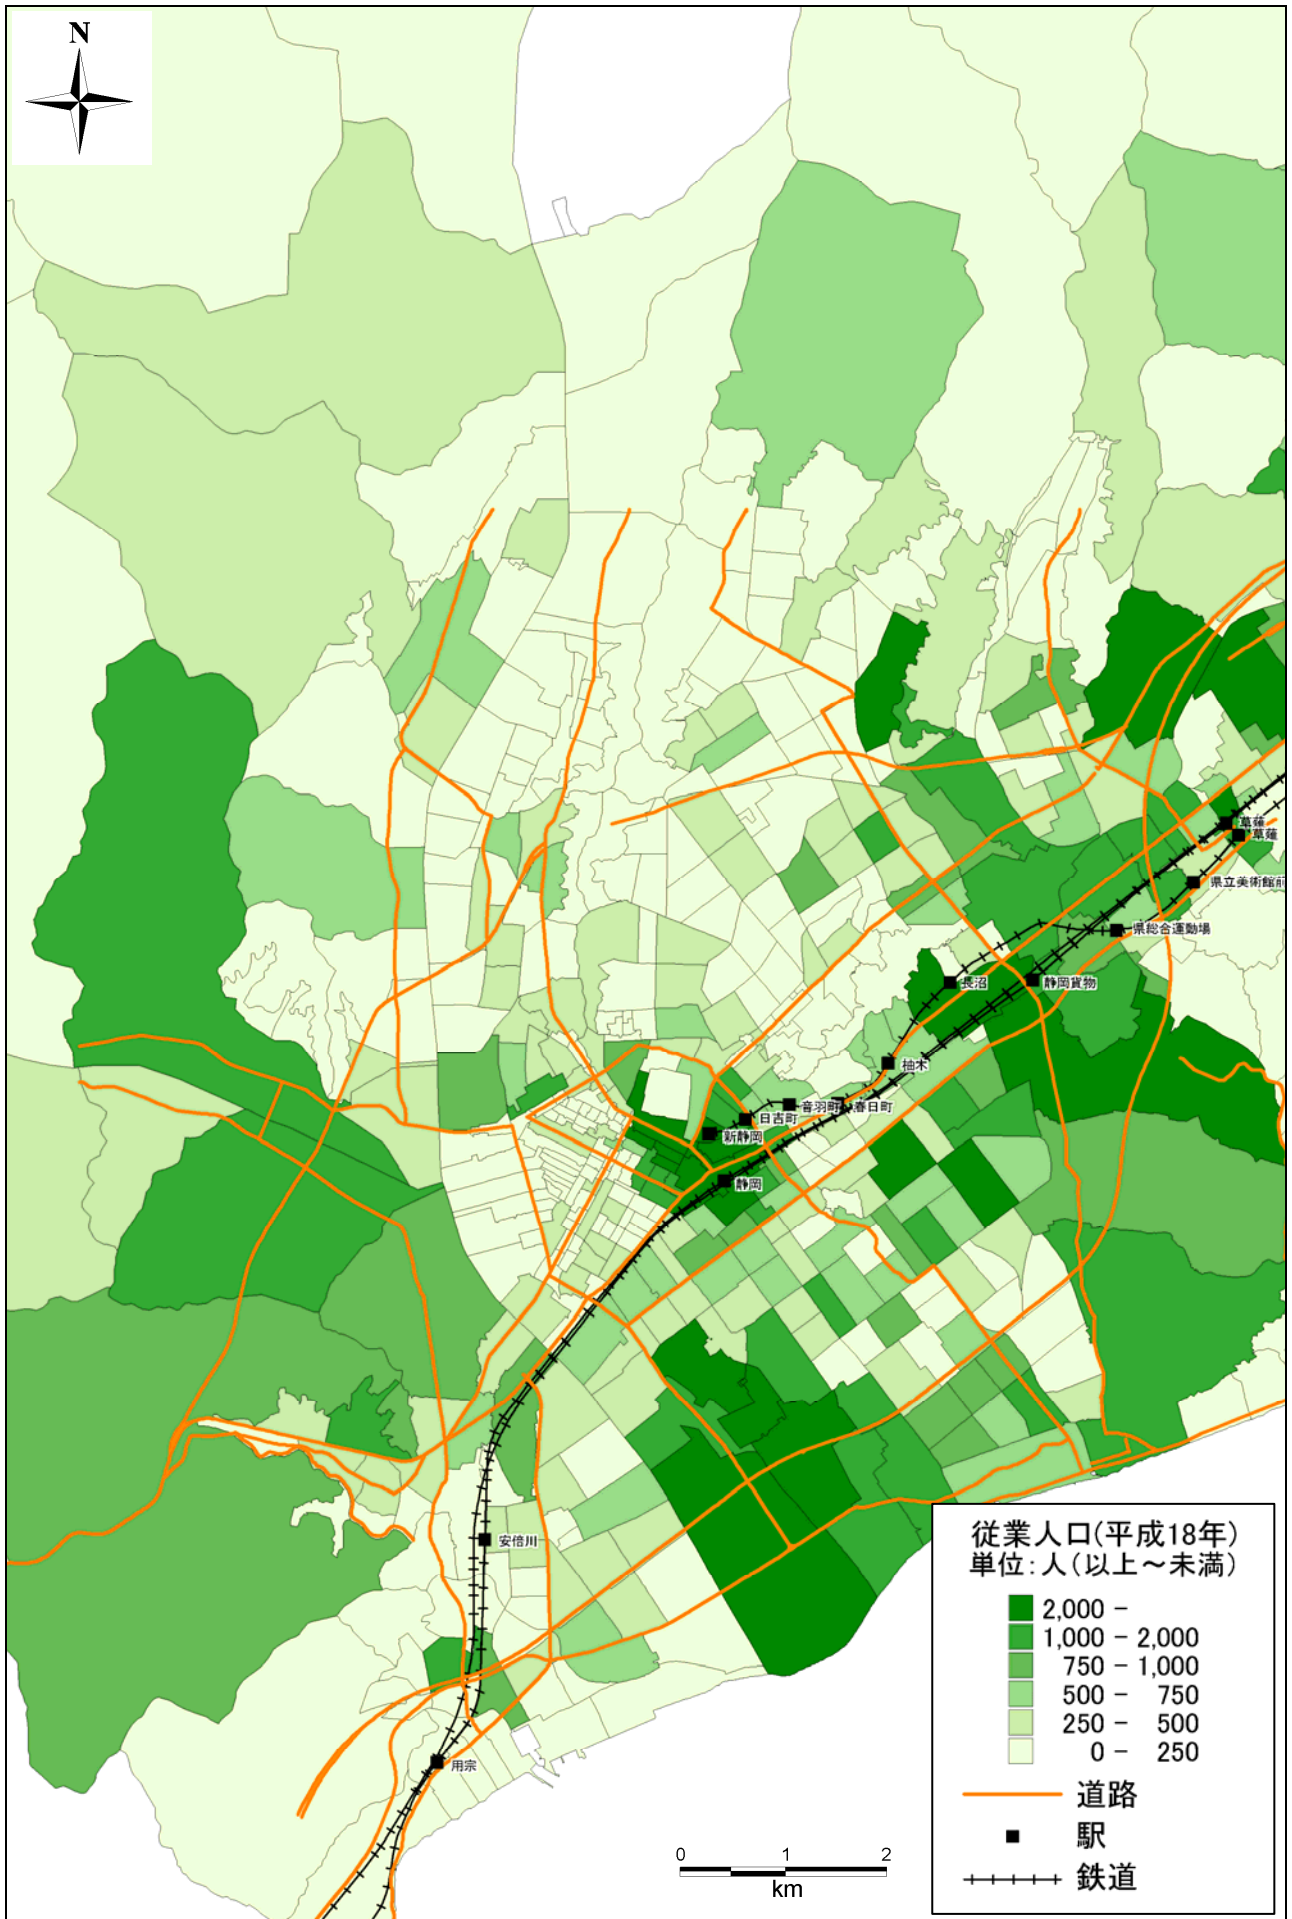 N
草薙
草薙
県立美術館前
県総合運動場
長沼
静岡貨物
柚木
音羽町
春日町
日吉町
新静岡
静岡
安倍川
用宗
従業人口(平成18年)
単位:人(以上～未満)
2,000 -
1,000 - 2,000
750 - 1,000
500 - 750
250 - 500
0 - 250
道路
駅
鉄道
0 1 2
km